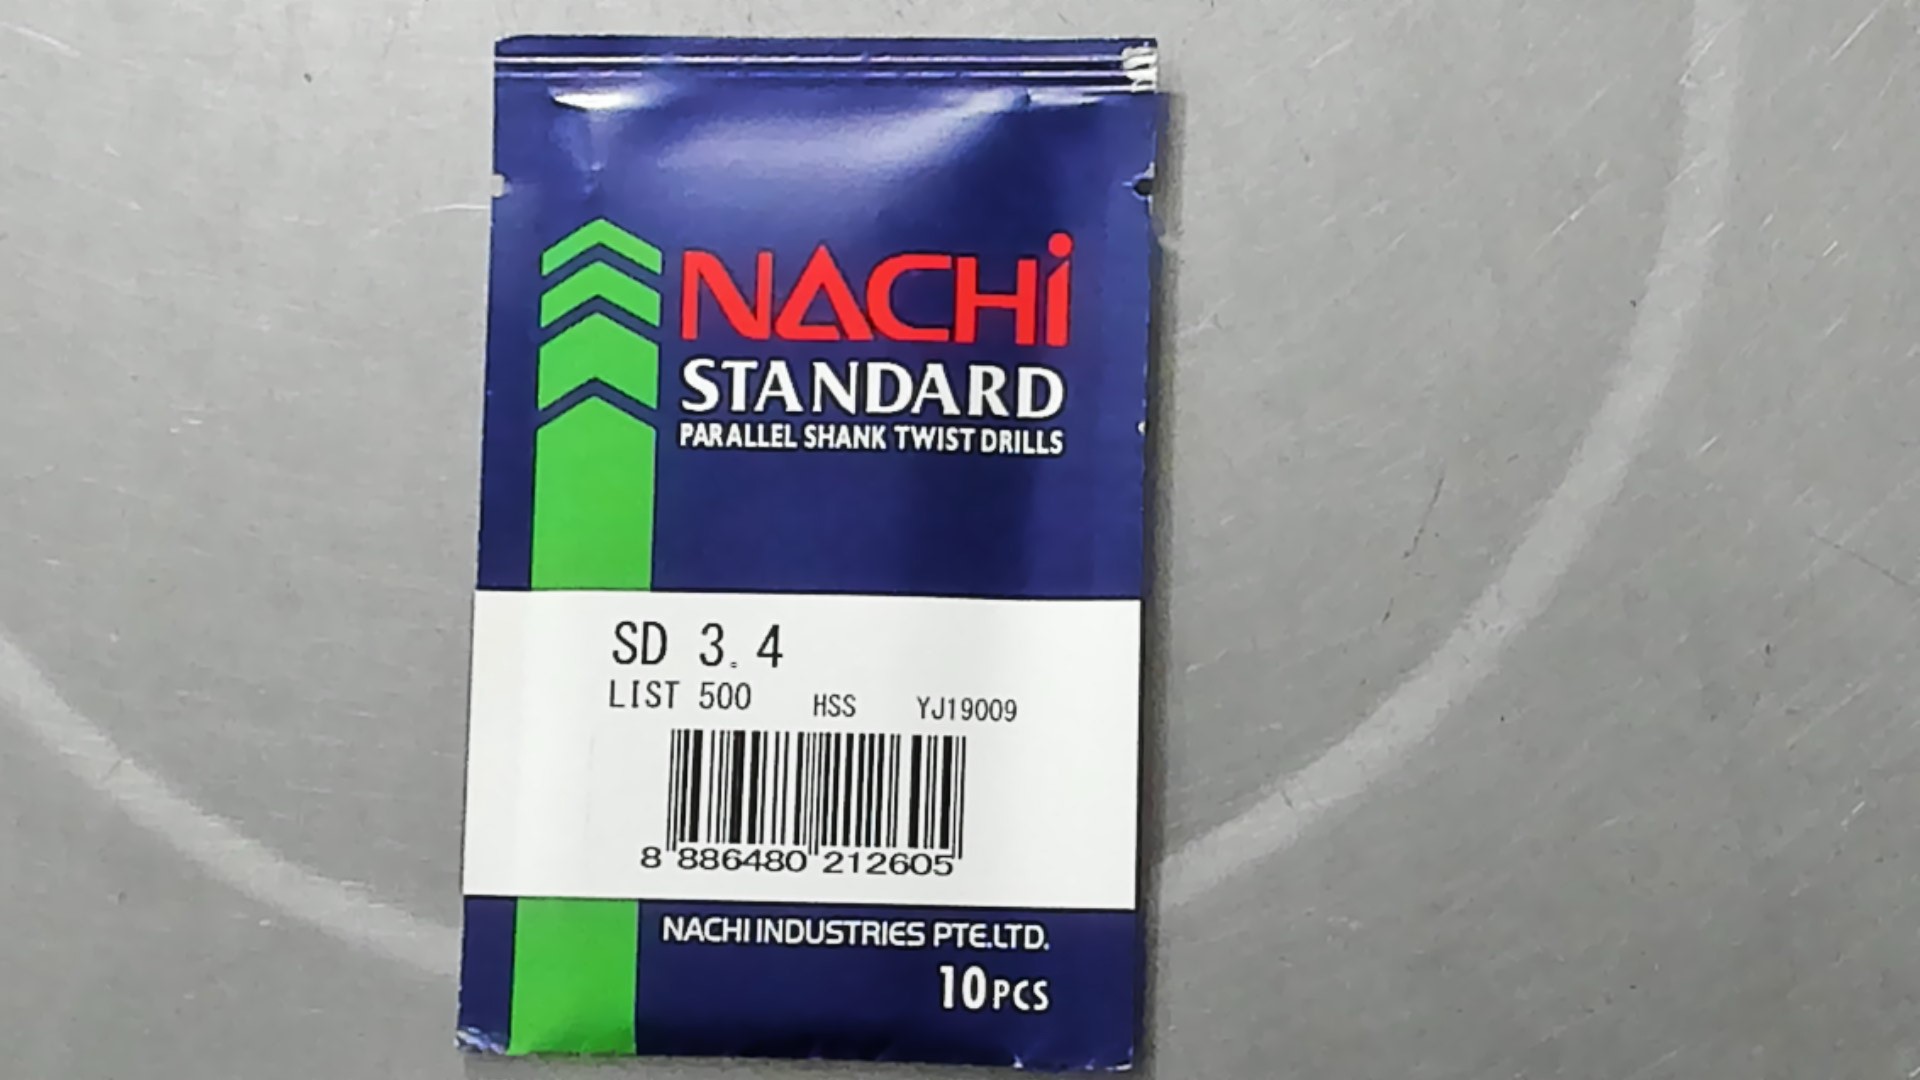 NACHi
STANDARD
PARALLEL SHANK TWIST DRILLS
SD 3.4
LIST 500 HSS YJ19009
8 886480 212605
NACHI INDUSTRIES PTE.LTD.
10PCS